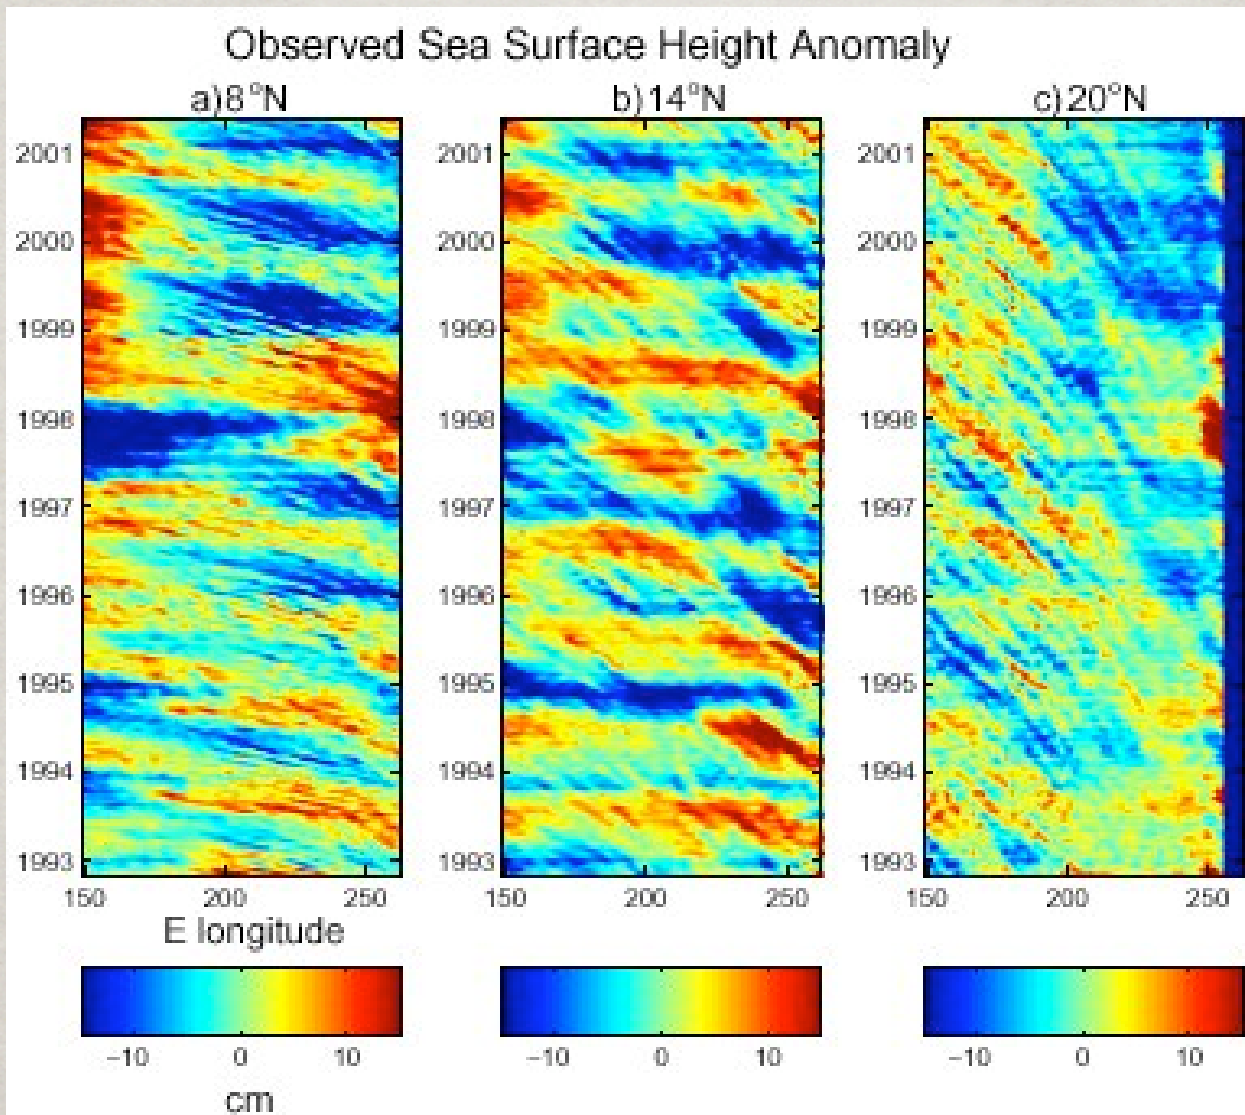 Observed Sea Surface Height Anomaly
a)8°N b)14°N c)20°N
2001 2001 2001
2000 2000 2000
1999 1999 1999
1998 1998 1998
1997 1997 1997
1996 1996 1996
1995 1995 1995
1994 1994 1994
1993 1993 1993
150 200 250 150 200 250 150 200 250
E longitude
−10 0 10 −10 0 10 −10 0 10
cm